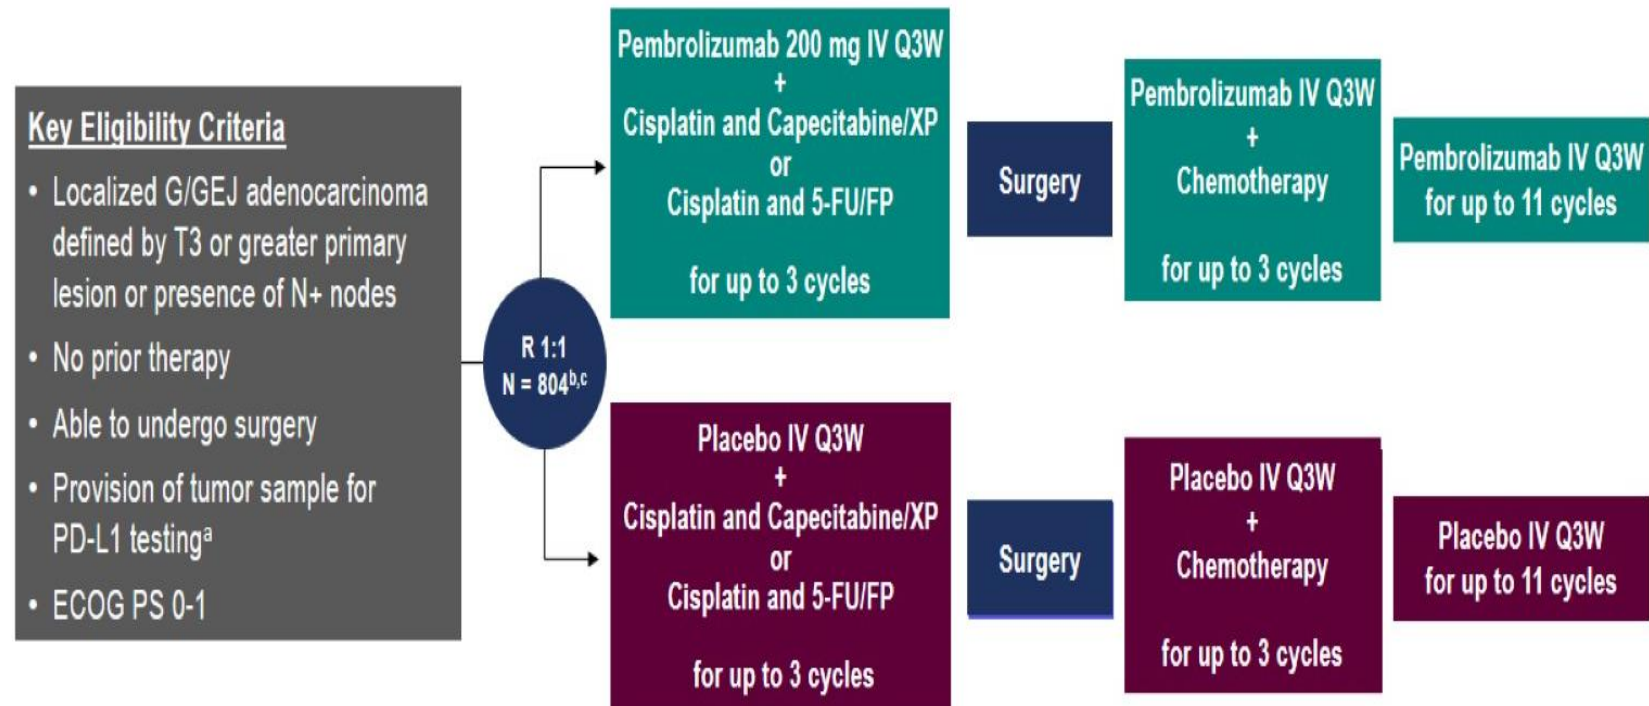 Key Eligibility Criteria
• Localized G/GEJ adenocarcinoma
defined by T3 or greater primary
lesion or presence of N+ nodes
• No prior therapy
• Able to undergo surgery
• Provision of tumor sample for
PD-L1 testingᵃ
• ECOG PS 0-1
R 1:1
N = 804ᵇ,ᶜ
Pembrolizumab 200 mg IV Q3W
+
Cisplatin and Capecitabine/XP
or
Cisplatin and 5-FU/FP
for up to 3 cycles
Surgery
Pembrolizumab IV Q3W
+
Chemotherapy
for up to 3 cycles
Pembrolizumab IV Q3W
for up to 11 cycles
Placebo IV Q3W
+
Cisplatin and Capecitabine/XP
or
Cisplatin and 5-FU/FP
for up to 3 cycles
Surgery
Placebo IV Q3W
+
Chemotherapy
for up to 3 cycles
Placebo IV Q3W
for up to 11 cycles